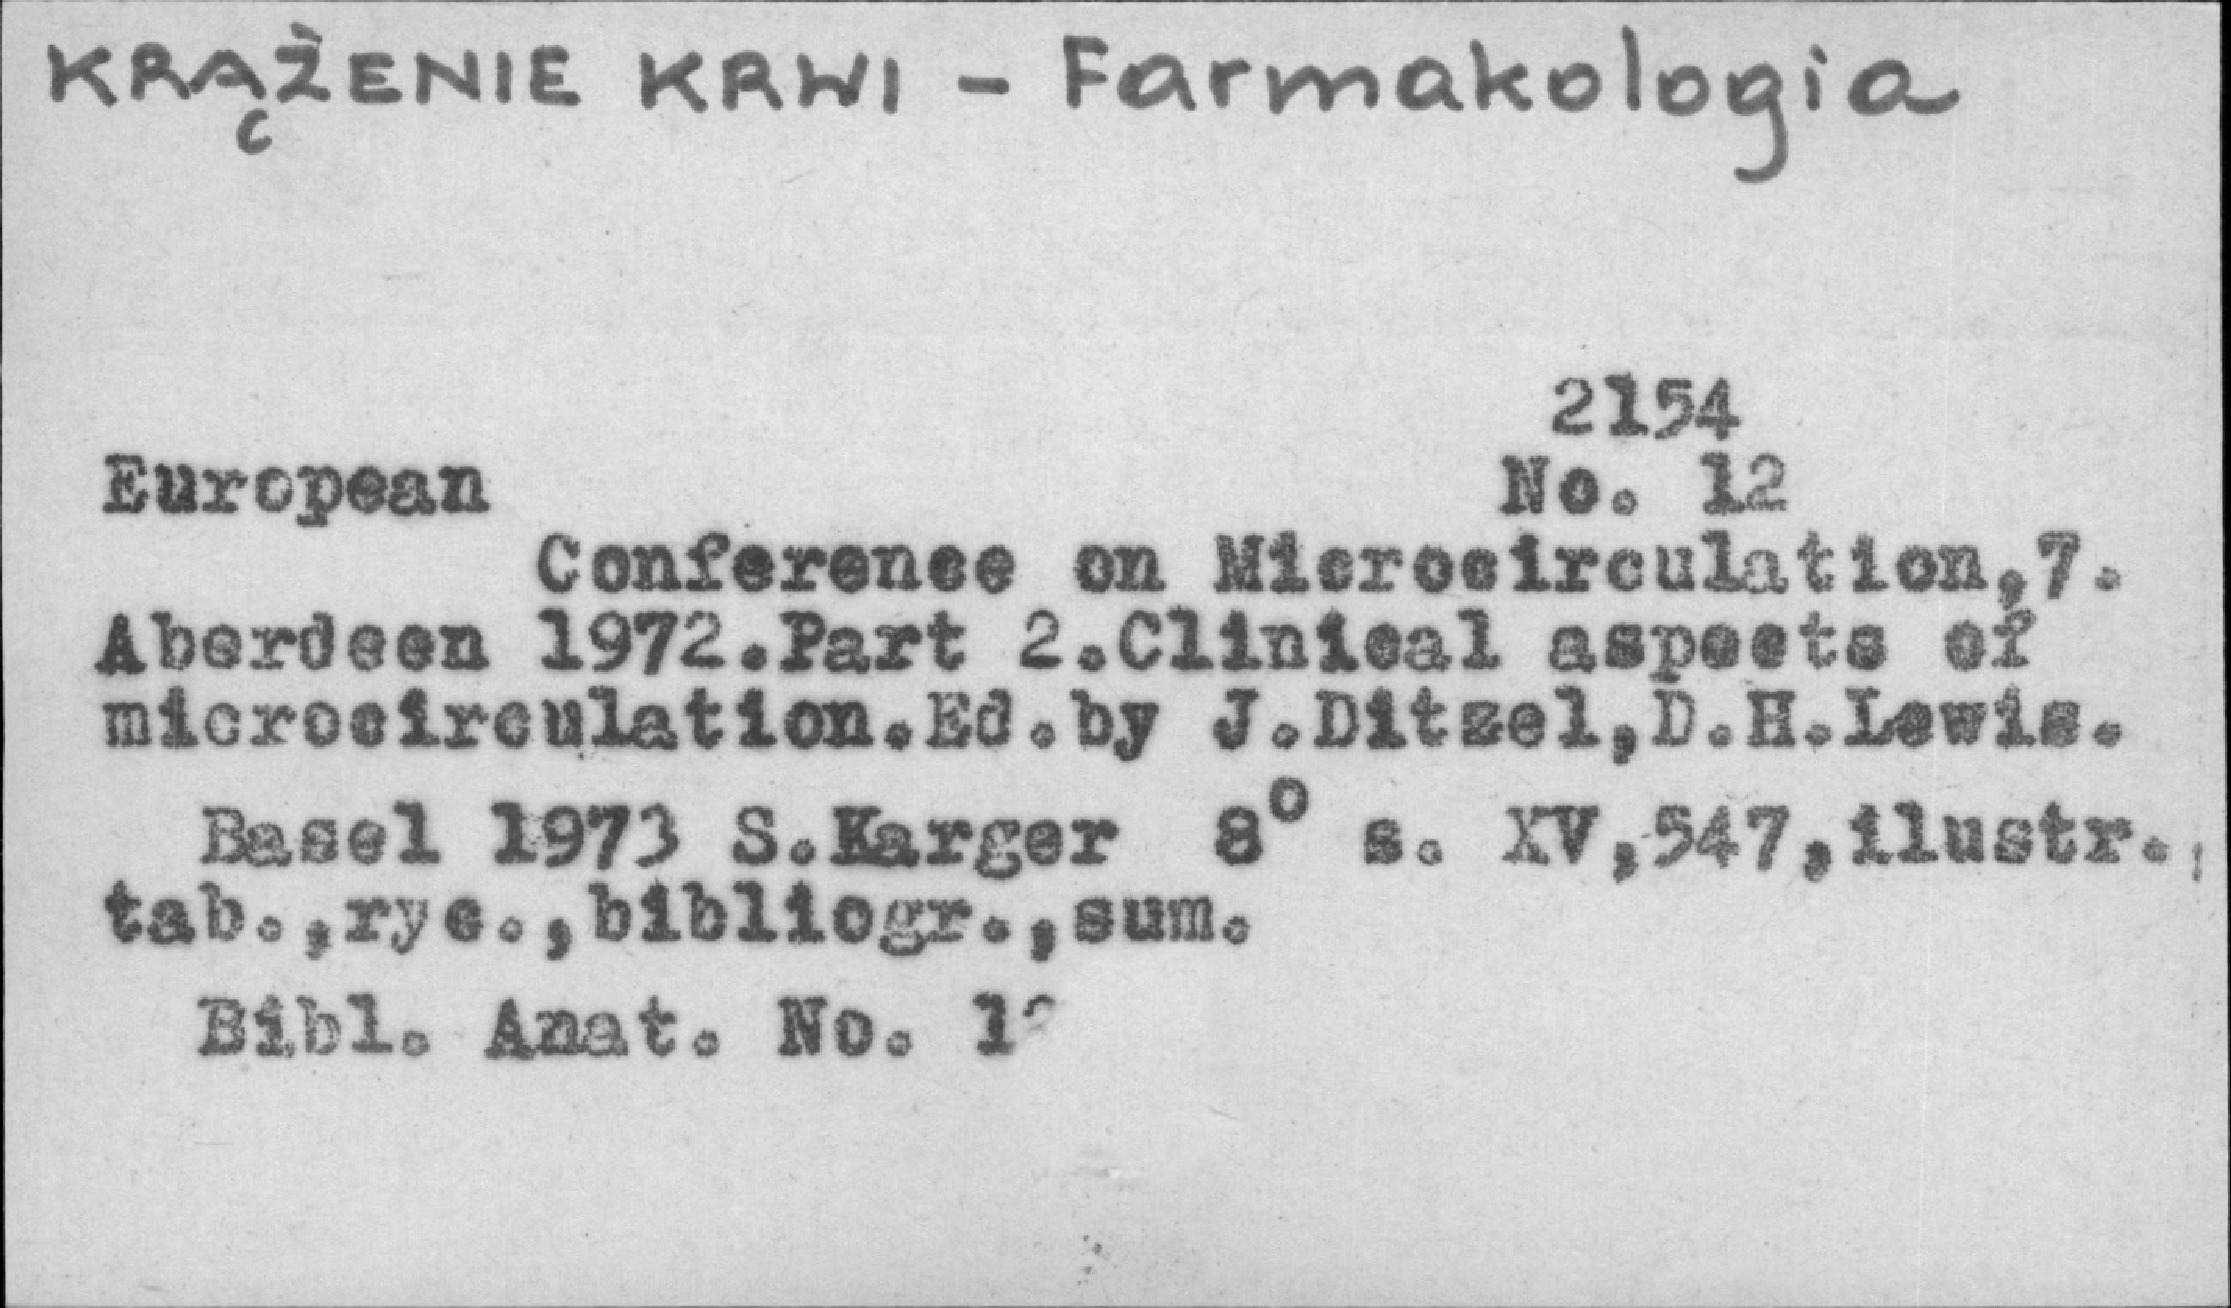 KRĄŻENIE KRWI - Farmakologia
2154
European No. 12
Conference on Microcirculation,7.
Aberdeen 1972.Part 2.Clinical aspects of
microcirculation.Ed.by J.Ditzel,D.H.Lewis.
Basel 1973 S.Karger 8° s. XV,547,ilustr.,
tab.,ryc.,bibliogr.,sum.
Bibl. Anat. No. 12